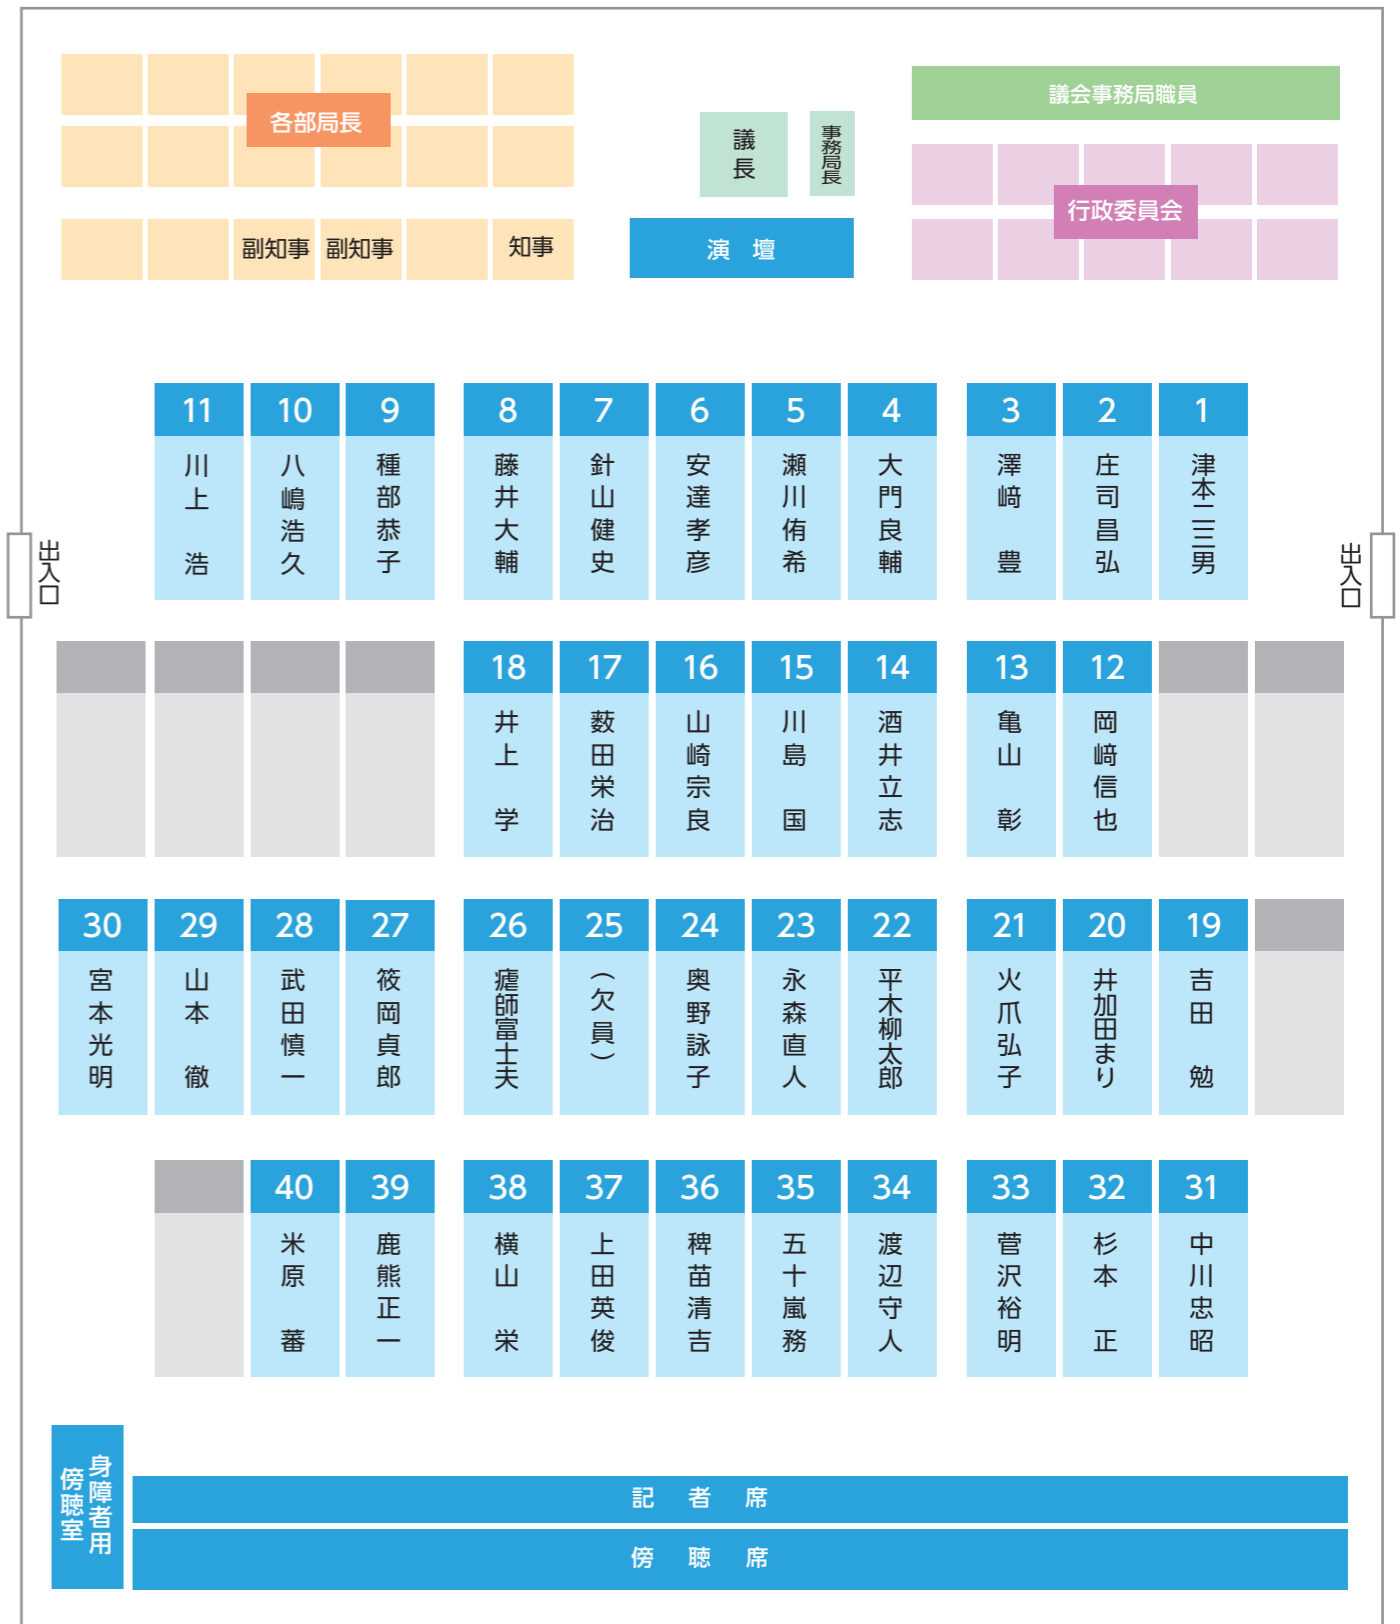 各部局長
副知事
副知事
知事
議長
事務局長
演 壇
議会事務局職員
行政委員会
出入口
出入口
11
川上 浩
10
八嶋浩久
9
種部恭子
8
藤井大輔
7
針山健史
6
安達孝彦
5
瀬川侑希
4
大門良輔
3
澤﨑 豊
2
庄司昌弘
1
津本二三男
18
井上 学
17
薮田栄治
16
山崎宗良
15
川島 国
14
酒井立志
13
亀山 彰
12
岡﨑信也
30
宮本光明
29
山本 徹
28
武田慎一
27
筱岡貞郎
26
瘧師富士夫
25
(欠員)
24
奥野詠子
23
永森直人
22
平木柳太郎
21
火爪弘子
20
井加田まり
19
吉田 勉
40
米原 蕃
39
鹿熊正一
38
横山 栄
37
上田英俊
36
稗苗清吉
35
五十嵐務
34
渡辺守人
33
菅沢裕明
32
杉本 正
31
中川忠昭
身障者用
傍聴室
記 者 席
傍 聴 席